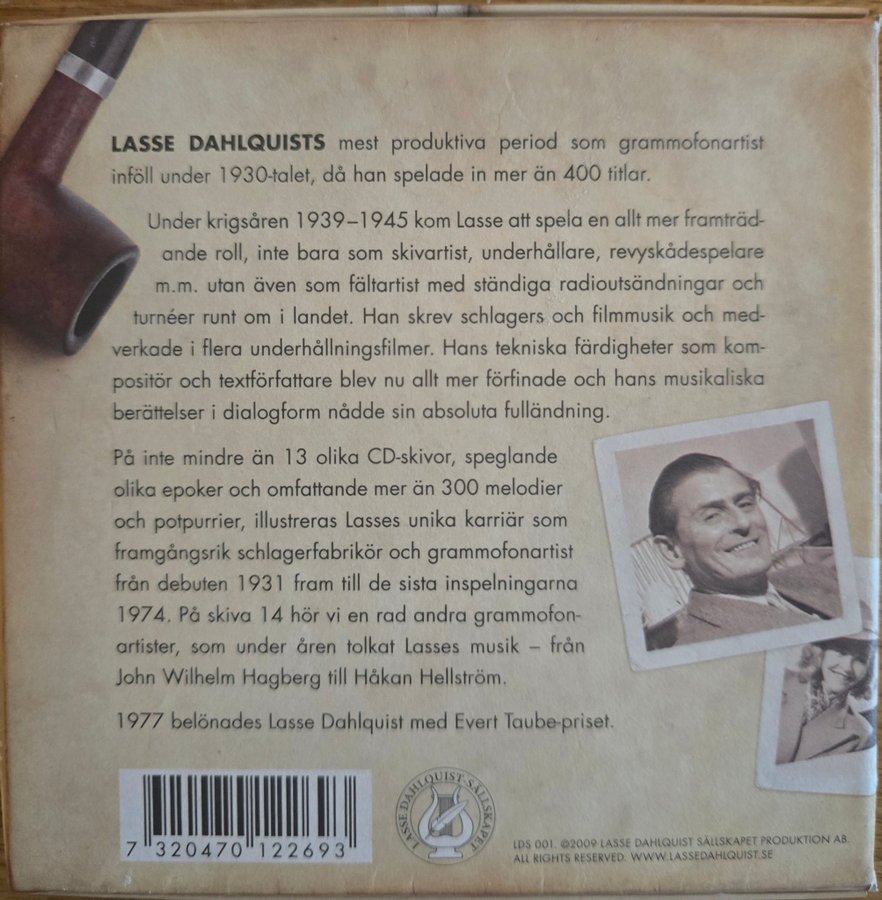 LASSE DAHLQUISTS mest produktiva period som grammofonartist
inföll under 1930-talet, då han spelade in mer än 400 titlar.
Under krigsåren 1939–1945 kom Lasse att spela en allt mer framträd-
ande roll, inte bara som skivartist, underhållare, revyskådespelare
m.m. utan även som fältartist med ständiga radioutsändningar och
turnéer runt om i landet. Han skrev schlagers och filmmusik och med-
verkade i flera underhållningsfilmer. Hans tekniska färdigheter som kom-
positör och textförfattare blev nu allt mer förfinade och hans musikaliska
berättelser i dialogform nådde sin absoluta fulländning.
På inte mindre än 13 olika CD-skivor, speglande
olika epoker och omfattande mer än 300 melodier
och potpurrier, illustreras Lasses unika karriär som
framgångsrik schlagerfabrikör och grammofonartist
från debuten 1931 fram till de sista inspelningarna
1974. På skiva 14 hör vi en rad andra grammofon-
artister, som under åren tolkat Lasses musik – från
John Wilhelm Hagberg till Håkan Hellström.
1977 belönades Lasse Dahlquist med Evert Taube-priset.
7 320470 122693
LASSE DAHLQUIST-SÄLLSKAPET
LDS 001. ©2009 LASSE DAHLQUIST SÄLLSKAPET PRODUKTION AB.
ALL RIGHTS RESERVED. WWW.LASSEDAHLQUIST.SE